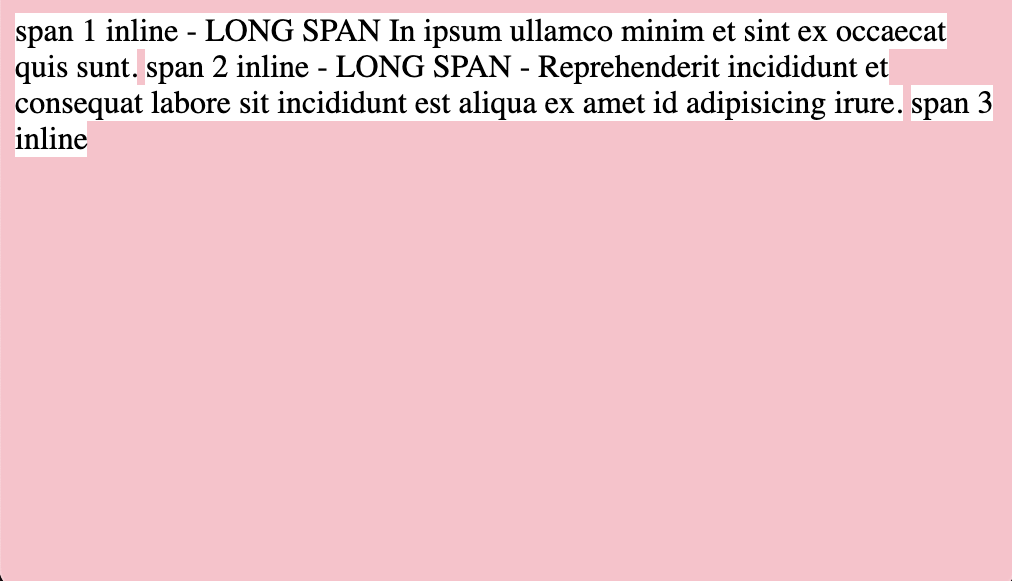 span 1 inline - LONG SPAN In ipsum ullamco minim et sint ex occaecat
quis sunt. span 2 inline - LONG SPAN - Reprehenderit incididunt et
consequat labore sit incididunt est aliqua ex amet id adipisicing irure. span 3
inline